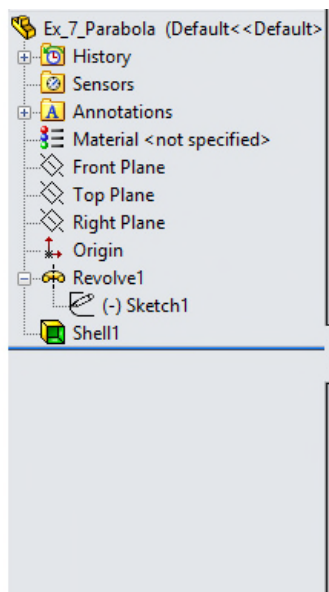 Ex_7_Parabola (Default<<Default>
History
Sensors
A Annotations
Material <not specified>
Front Plane
Top Plane
Right Plane
Origin
Revolve1
(-) Sketch1
Shell1